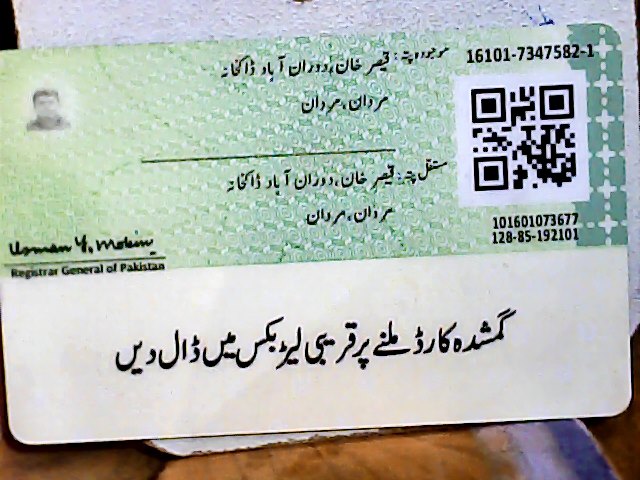 موجودہ پتہ: قیصر خان، دوران آباد ڈاکخانہ
مردان، مردان
16101-7347582-1
مستقل پتہ: قیصر خان، دوران آباد ڈاکخانہ
مردان، مردان
101601073677
128-85-192101
Usman Y. Mobin
Registrar General of Pakistan
گمشدہ کارڈ ملنے پر قریبی لیٹر بکس میں ڈال دیں